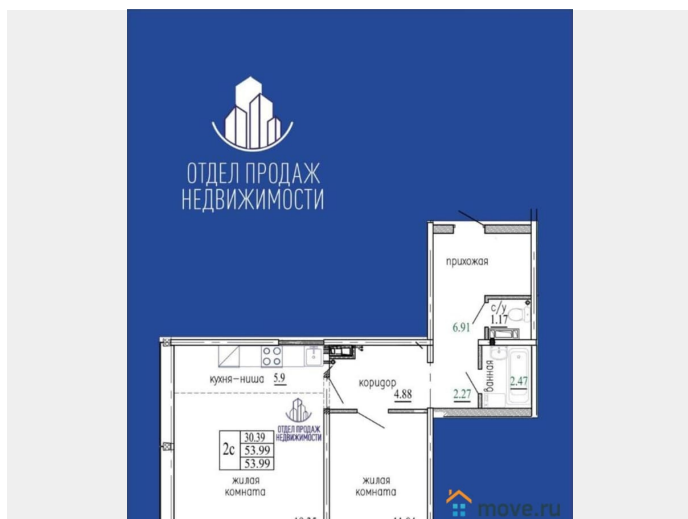 ОТДЕЛ ПРОДАЖ
НЕДВИЖИМОСТИ
прихожая
с/у
1.17
6.91
кухня-ниша 5.9
коридор
4.88
2.27
ванная
2.47
ОТДЕЛ ПРОДАЖ
НЕДВИЖИМОСТИ
2с
30.39
53.99
53.99
жилая
комната
жилая
комната
move.ru